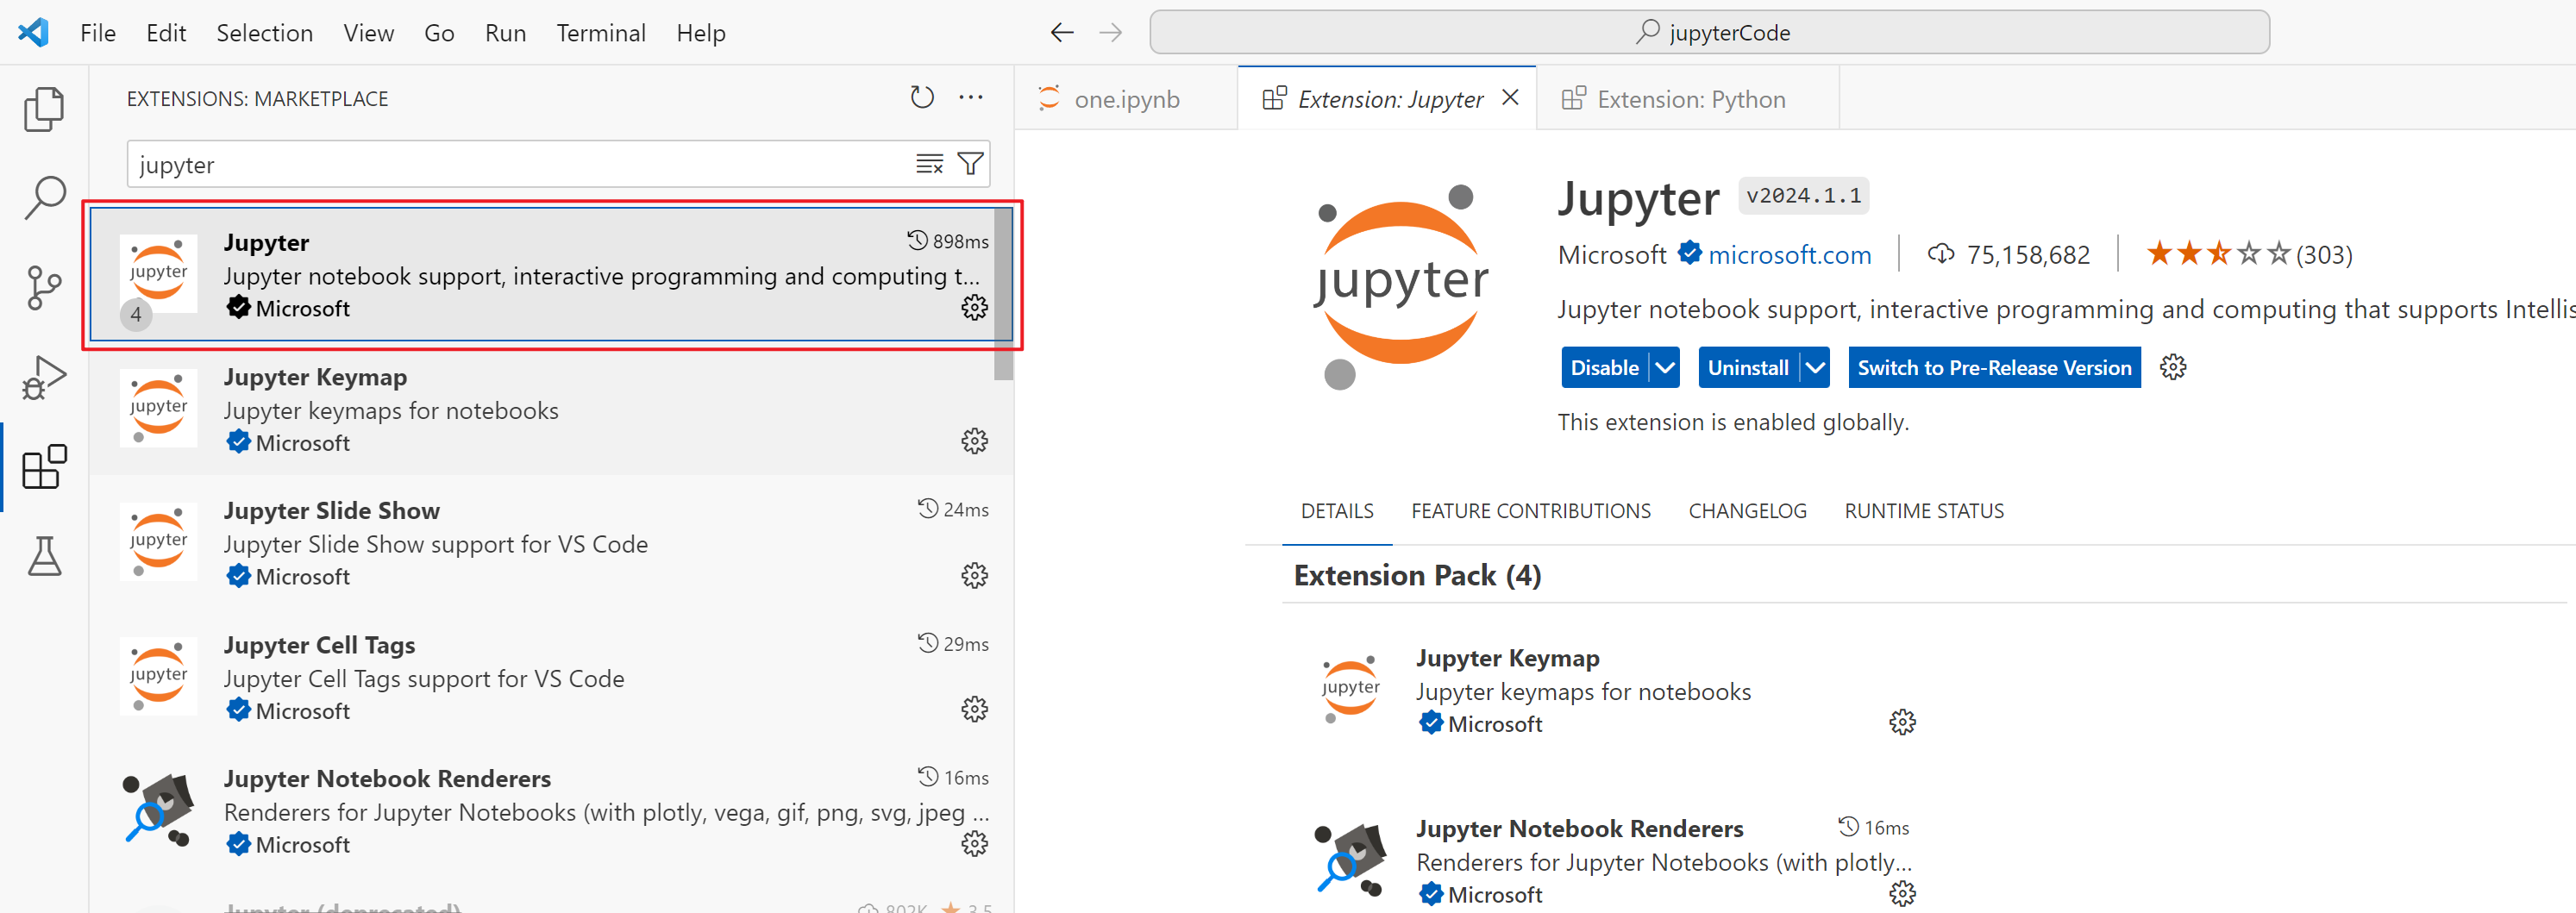 File Edit Selection View Go Run Terminal Help
jupyterCode
EXTENSIONS: MARKETPLACE
jupyter
Jupyter
898ms
Jupyter notebook support, interactive programming and computing t...
Microsoft
jupyter
4
Jupyter Keymap
Jupyter keymaps for notebooks
Microsoft
jupyter
Jupyter Slide Show
24ms
Jupyter Slide Show support for VS Code
Microsoft
jupyter
Jupyter Cell Tags
29ms
Jupyter Cell Tags support for VS Code
Microsoft
jupyter
Jupyter Notebook Renderers
16ms
Renderers for Jupyter Notebooks (with plotly, vega, gif, png, svg, jpeg ...
Microsoft
Jupyter (deprecated)
802K 3.5
one.ipynb
Extension: Jupyter
Extension: Python
jupyter
Jupyter v2024.1.1
Microsoft microsoft.com 75,158,682 (303)
Jupyter notebook support, interactive programming and computing that supports Intellis
Disable Uninstall Switch to Pre-Release Version
This extension is enabled globally.
DETAILS FEATURE CONTRIBUTIONS CHANGELOG RUNTIME STATUS
Extension Pack (4)
jupyter
Jupyter Keymap
Jupyter keymaps for notebooks
Microsoft
Jupyter Notebook Renderers
16ms
Renderers for Jupyter Notebooks (with plotly...
Microsoft